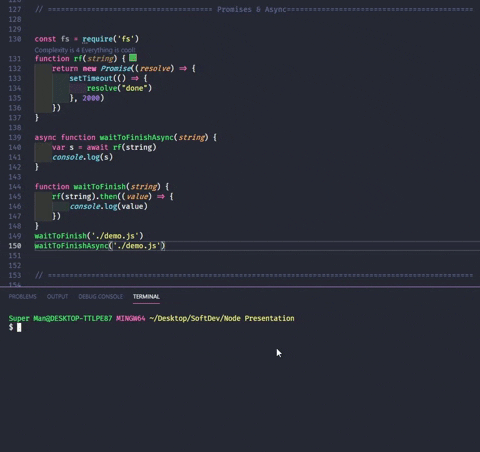 127 // ====================================== Promises & Async===========================================
128
129
130 const fs = require('fs')
Complexity is 4 Everything is cool!
131 function rf(string) {
132 return new Promise((resolve) => {
133 setTimeout(() => {
134 resolve("done")
135 }, 2000)
136 })
137 }
138
139 async function waitToFinishAsync(string) {
140 var s = await rf(string)
141 console.log(s)
142 }
143
144 function waitToFinish(string) {
145 rf(string).then((value) => {
146 console.log(value)
147 })
148 }
149 waitToFinish('./demo.js')
150 waitToFinishAsync('./demo.js')
151
152
153 // ==================================================================================================
154
PROBLEMS OUTPUT DEBUG CONSOLE TERMINAL
Super Man@DESKTOP-TTLPE87 MINGW64 ~/Desktop/SoftDev/Node Presentation
$